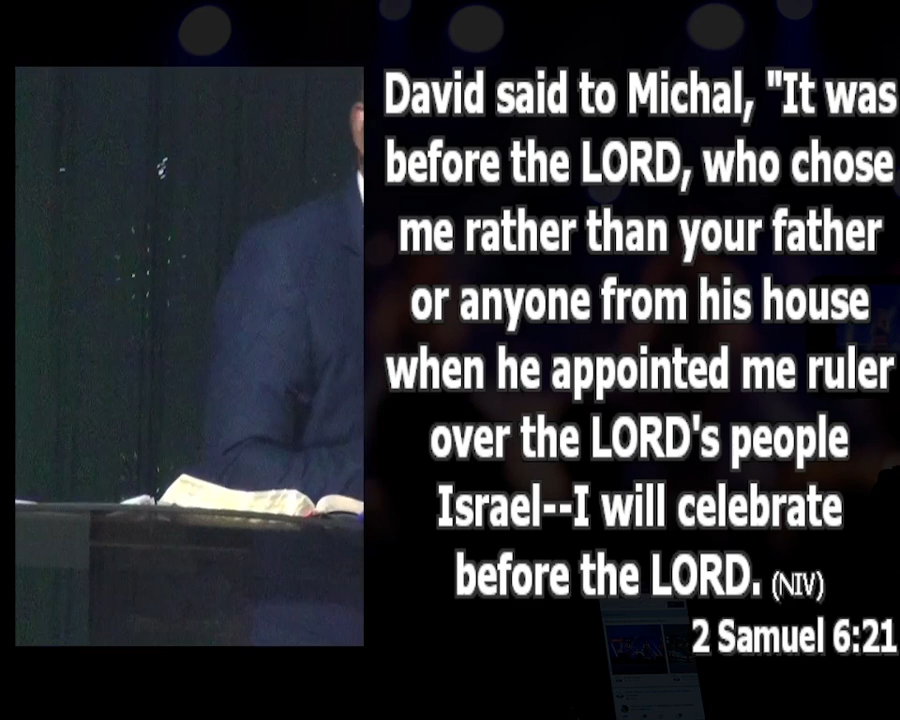 David said to Michal, "It was
before the LORD, who chose
me rather than your father
or anyone from his house
when he appointed me ruler
over the LORD's people
Israel--I will celebrate
before the LORD. (NIV)
2 Samuel 6:21